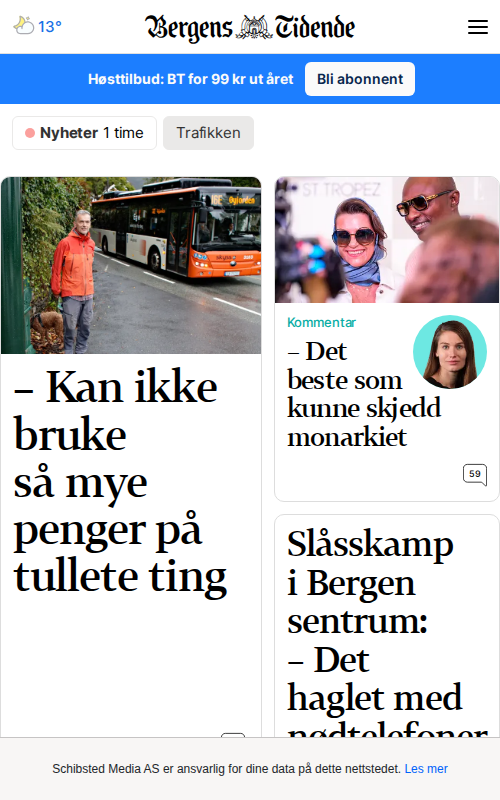 13°
Bergens Tidende
Høsttilbud: BT for 99 kr ut året
Bli abonnent
Nyheter 1 time
Trafikken
– Kan ikke
bruke
så mye
penger på
tullete ting
ST TROPEZ
Kommentar
– Det
beste som
kunne skjedd
monarkiet
59
Slåsskamp
i Bergen
sentrum:
– Det
haglet med
nødtelefoner
Schibsted Media AS er ansvarlig for dine data på dette nettstedet. Les mer